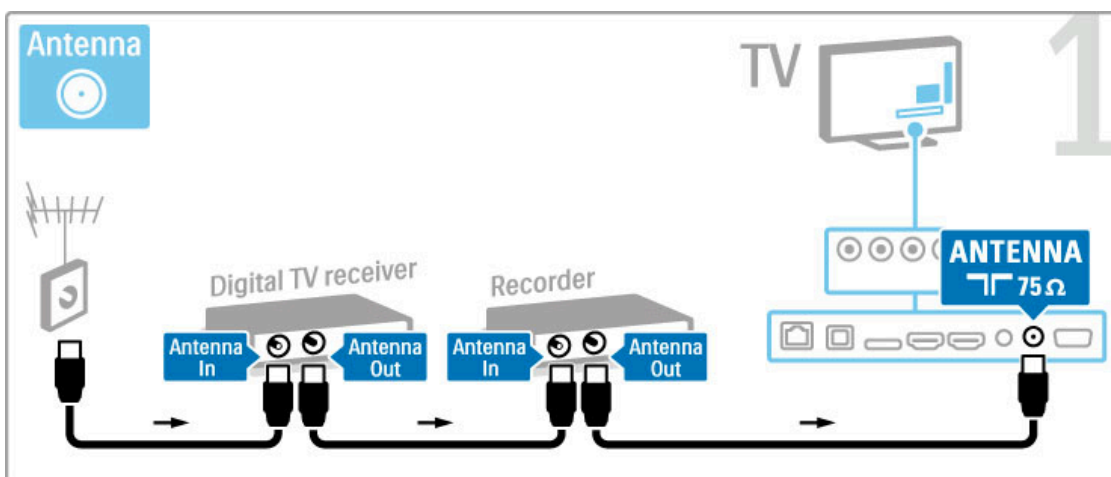 Antenna
TV
1
Digital TV receiver
Recorder
ANTENNA
75 Ω
Antenna
In
Antenna
Out
Antenna
In
Antenna
Out